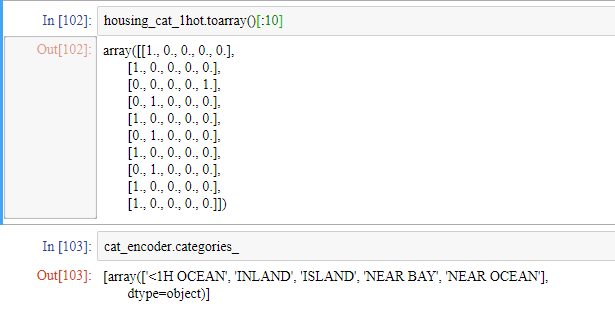 In [102]: housing_cat_1hot.toarray()[:10]
Out[102]: array([[1., 0., 0., 0., 0.],
[1., 0., 0., 0., 0.],
[0., 0., 0., 0., 1.],
[0., 1., 0., 0., 0.],
[1., 0., 0., 0., 0.],
[0., 1., 0., 0., 0.],
[1., 0., 0., 0., 0.],
[0., 1., 0., 0., 0.],
[1., 0., 0., 0., 0.],
[1., 0., 0., 0., 0.]])
In [103]: cat_encoder.categories_
Out[103]: [array(['<1H OCEAN', 'INLAND', 'ISLAND', 'NEAR BAY', 'NEAR OCEAN'],
dtype=object)]